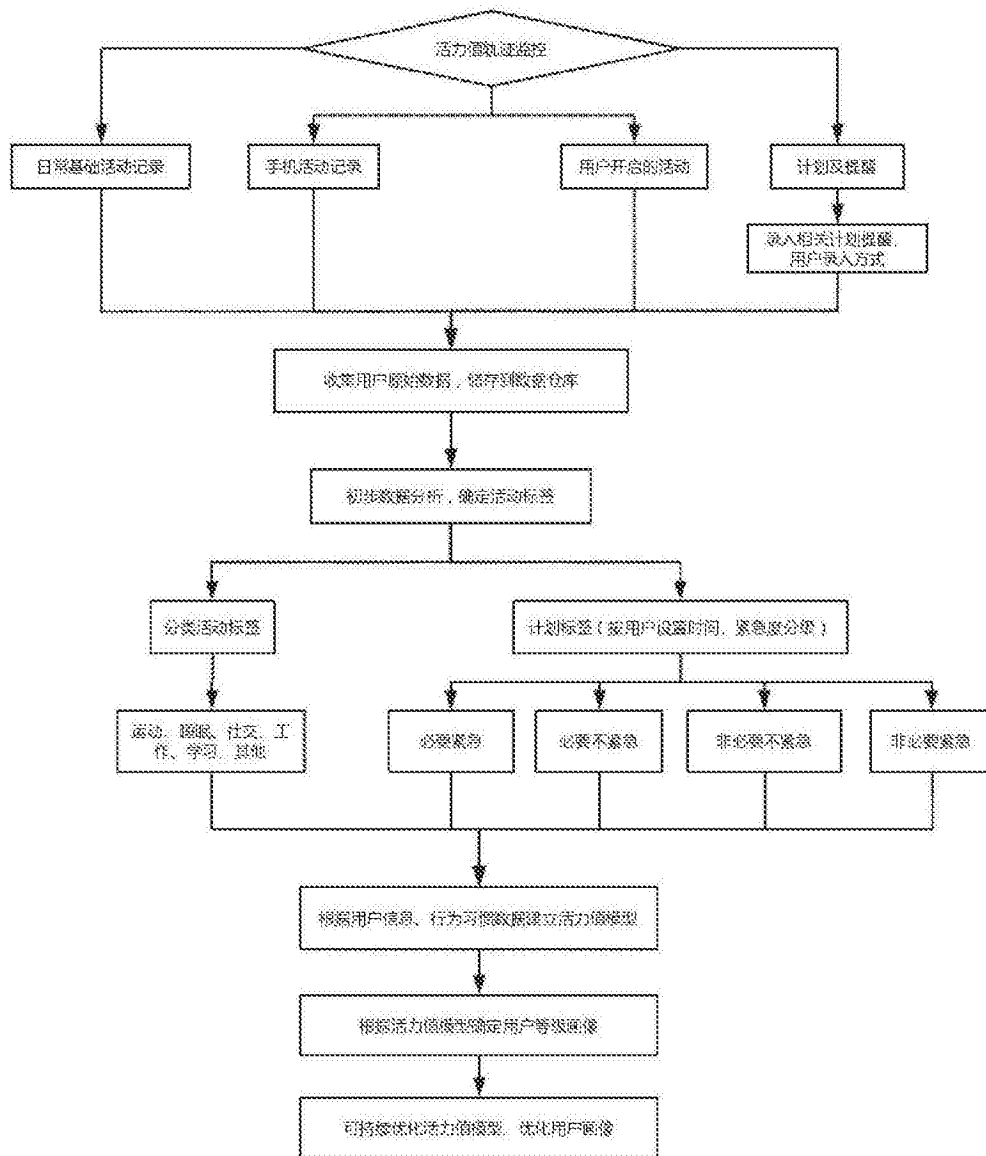 活力值轨迹监控
日常基础活动记录
手机活动记录
用户开启的活动
计划及提醒
录入相关计划提醒、
用户录入方式
收集用户原始数据，储存到数据仓库
初步数据分析，确定活动标签
分类活动标签
计划标签（按用户设置时间、紧急度分类）
运动、睡眠、社交、工
作、学习、其他
必要紧急
必要不紧急
非必要不紧急
非必要紧急
根据用户信息、行为习惯数据建立活力值模型
根据活力值模型确定用户等级画像
可持续优化活力值模型、优化用户画像